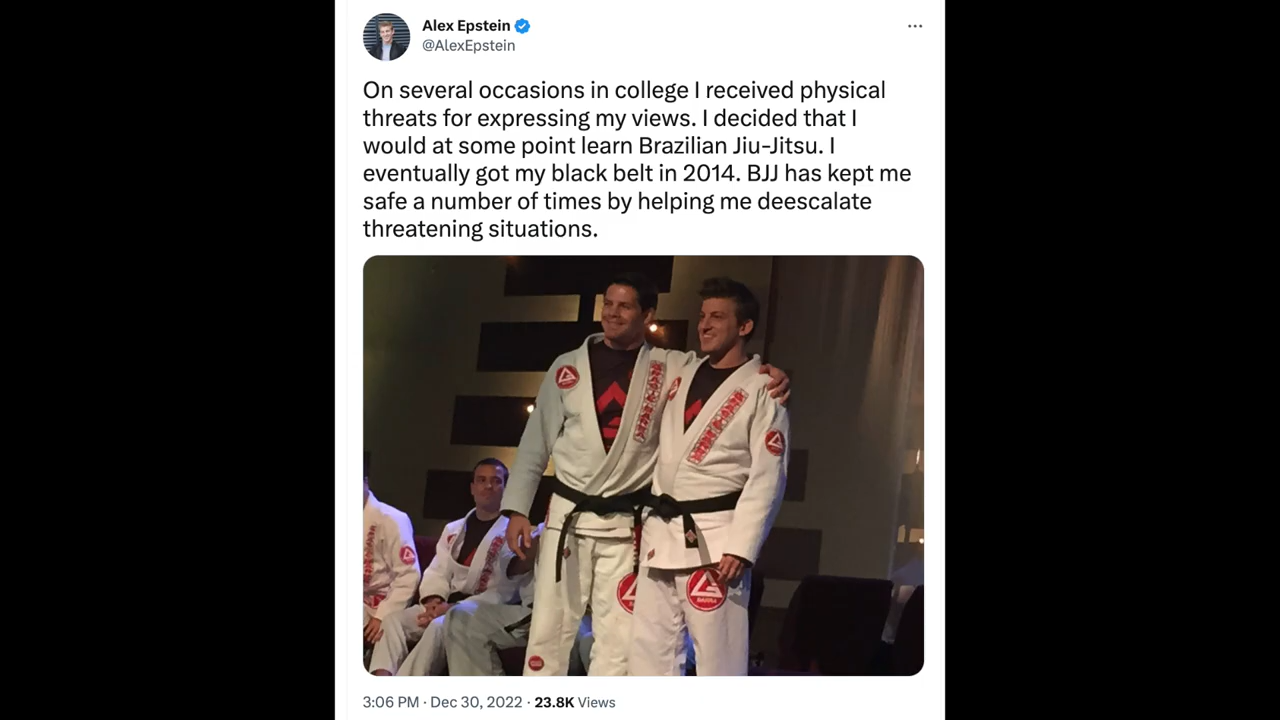 Alex Epstein
@AlexEpstein
On several occasions in college I received physical
threats for expressing my views. I decided that I
would at some point learn Brazilian Jiu-Jitsu. I
eventually got my black belt in 2014. BJJ has kept me
safe a number of times by helping me deescalate
threatening situations.
3:06 PM · Dec 30, 2022 · 23.8K Views